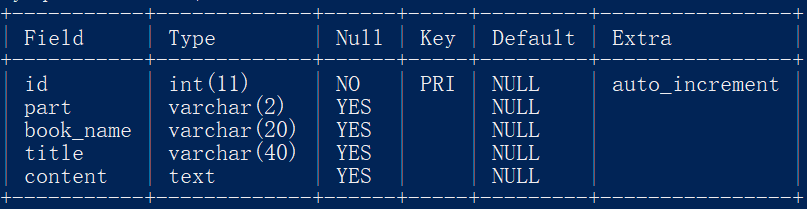 Field Type Null Key Default Extra
id int(11) NO PRI NULL auto_increment
part varchar(2) YES NULL
book_name varchar(20) YES NULL
title varchar(40) YES NULL
content text YES NULL